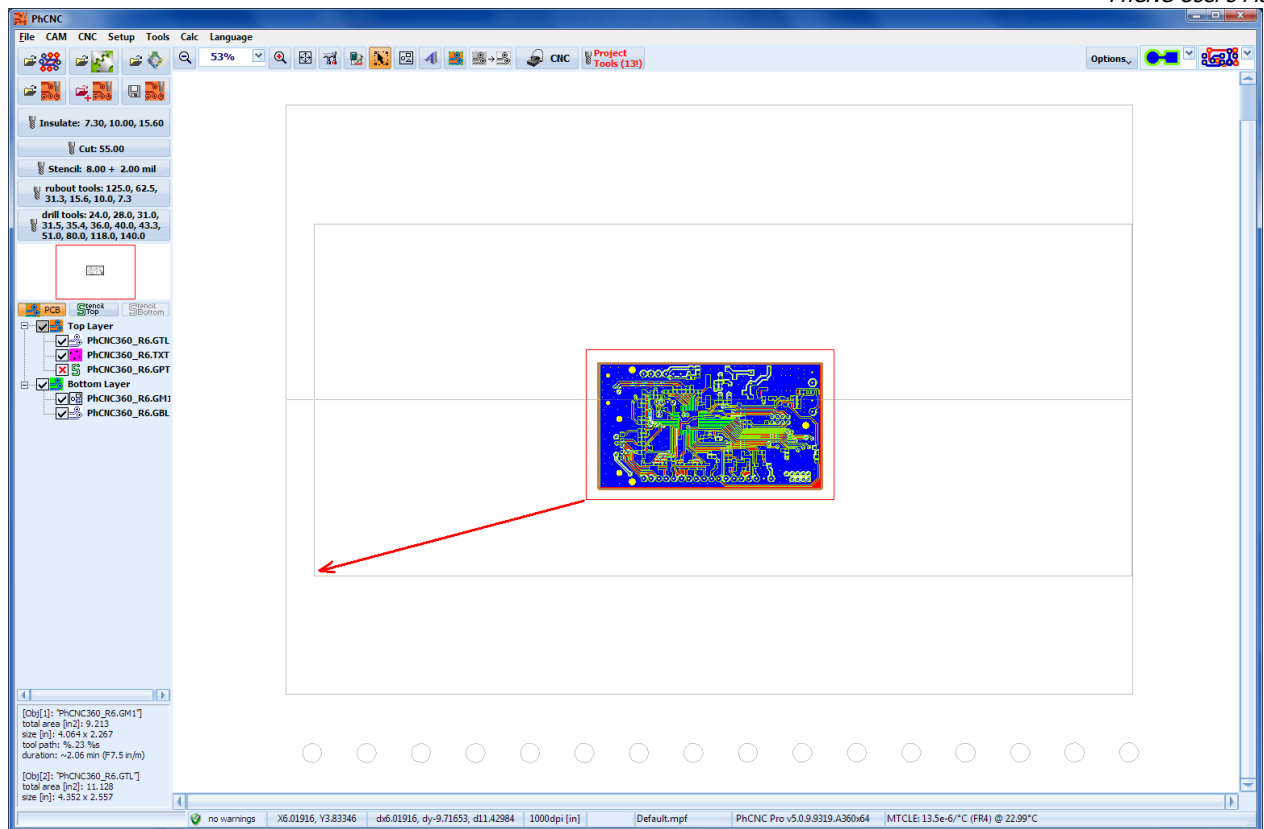 PhCNC
File CAM CNC Setup Tools Calc Language
53% CNC Project Tools (13!) Options
Insulate: 7.30, 10.00, 15.60
Cut: 55.00
Stencil: 8.00 + 2.00 mil
rubout tools: 125.0, 62.5,
31.3, 15.6, 10.0, 7.3
drill tools: 24.0, 28.0, 31.0,
31.5, 35.4, 36.0, 40.0, 43.3,
51.0, 80.0, 118.0, 140.0
PCB Stencil Top Stencil Bottom
Top Layer
PhCNC360_R6.GTL
PhCNC360_R6.TXT
PhCNC360_R6.GPT
Bottom Layer
PhCNC360_R6.GM1
PhCNC360_R6.GBL
[Obj[1]: "PhCNC360_R6.GM1"]
total area [in2]: 9.213
size [in]: 4.064 x 2.267
tool path: %.23 %s
duration: ~2.06 min (F7.5 in/m)
[Obj[2]: "PhCNC360_R6.GTL"]
total area [in2]: 11.128
size [in]: 4.352 x 2.557
no warnings X6.01916, Y3.83346 dx6.01916, dy-9.71653, d11.42984 1000dpi [in] Default.mpf PhCNC Pro v5.0.9.9319.A360x64 MTCLE: 13.5e-6/°C (FR4) @ 22.99°C